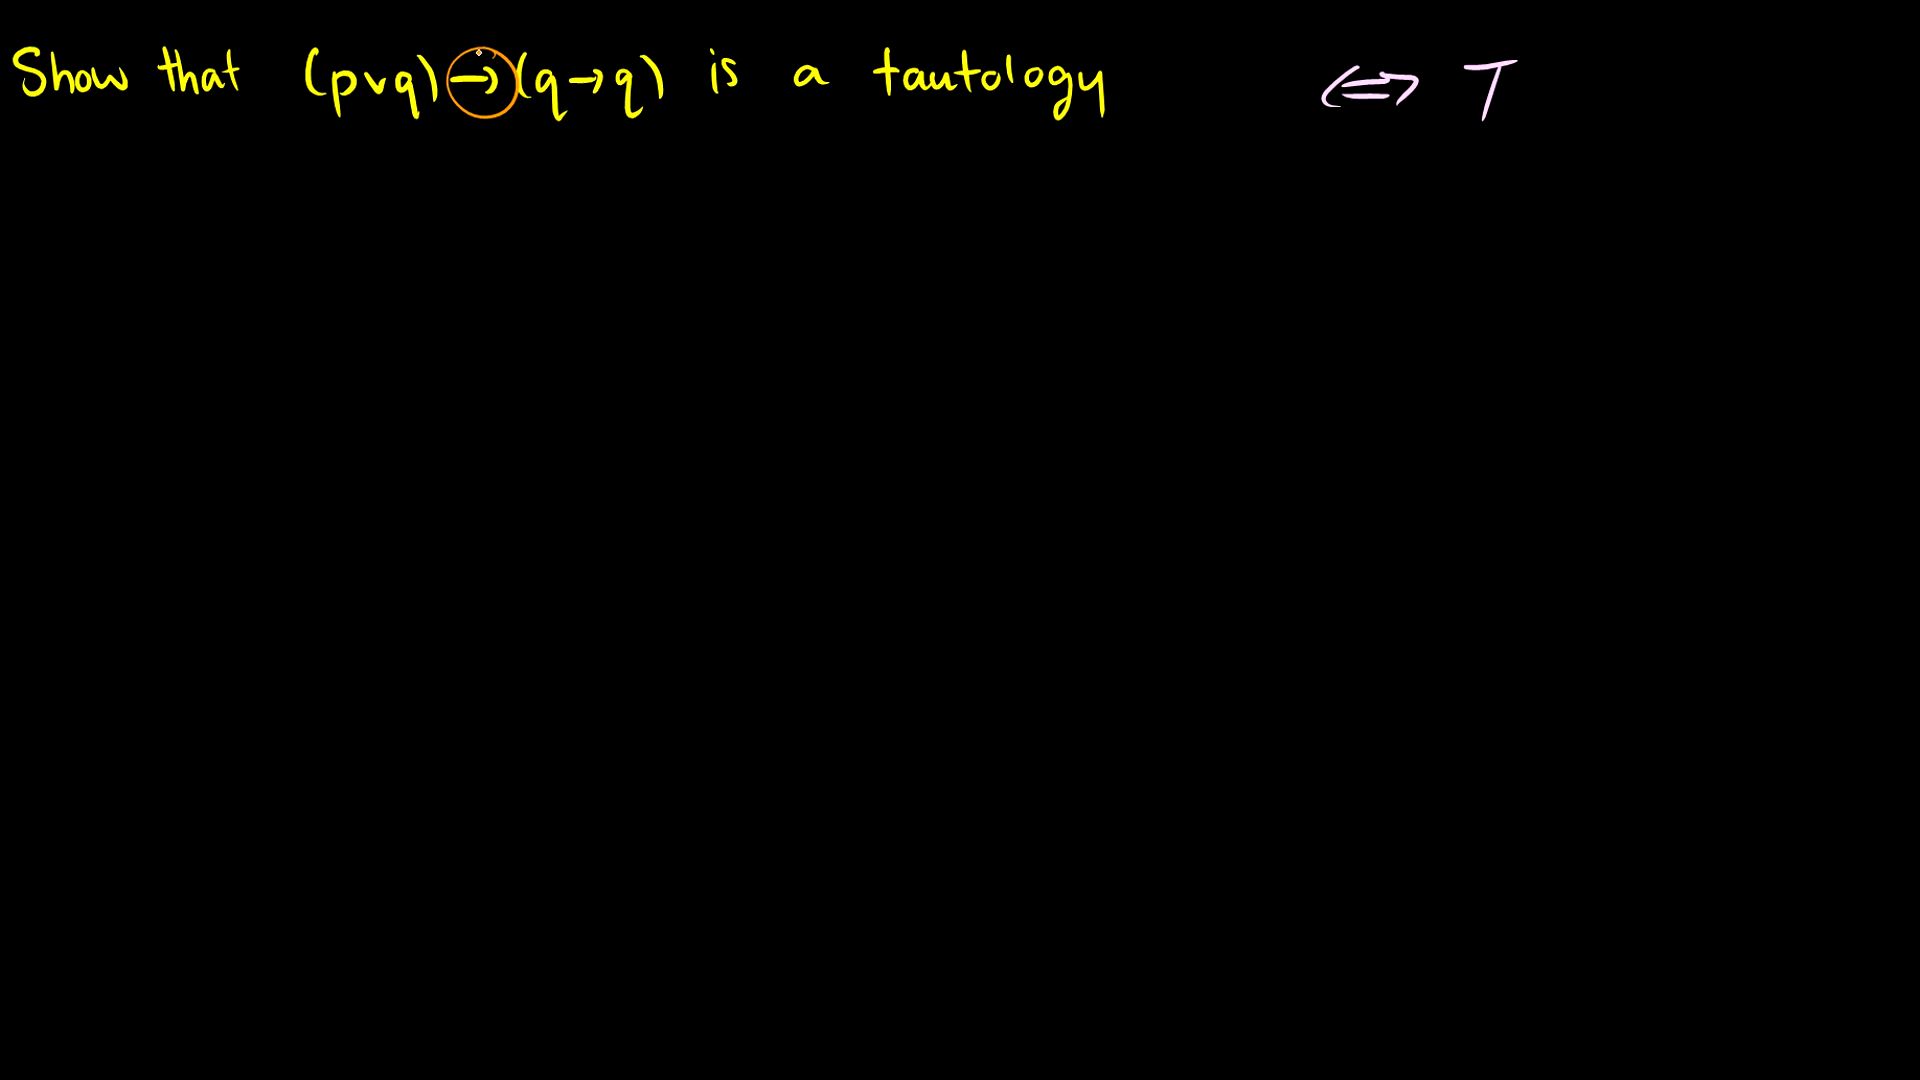 Show that (p∨q)→(q→q) is a tautology ⟺ T